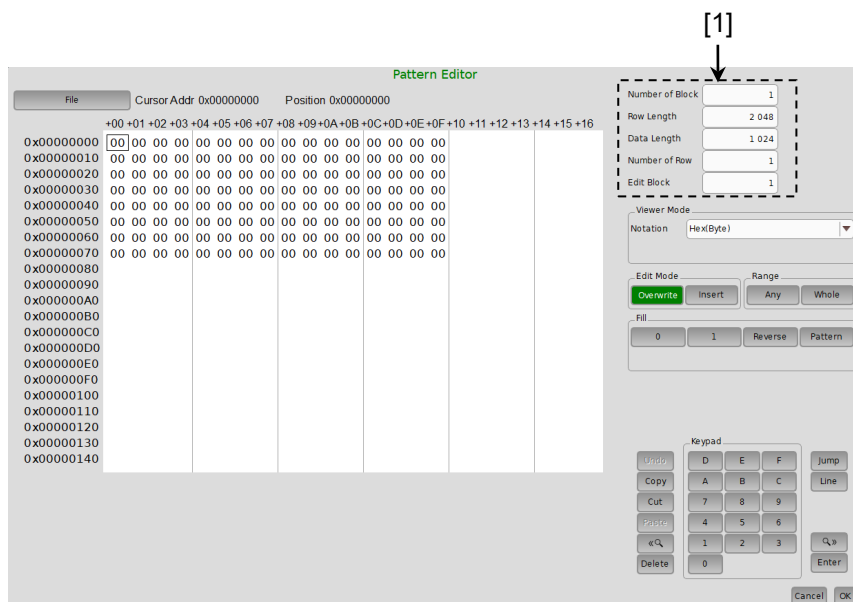 [1]
Pattern Editor
File
Cursor Addr 0x00000000 Position 0x00000000
+00 +01 +02 +03 +04 +05 +06 +07 +08 +09+0A+0B +0C+0D+0E+0F+10 +11 +12 +13 +14 +15 +16
0x00000000 00 00 00 00 00 00 00 00 00 00 00 00 00 00 00 00
0x00000010 00 00 00 00 00 00 00 00 00 00 00 00 00 00 00 00
0x00000020 00 00 00 00 00 00 00 00 00 00 00 00 00 00 00 00
0x00000030 00 00 00 00 00 00 00 00 00 00 00 00 00 00 00 00
0x00000040 00 00 00 00 00 00 00 00 00 00 00 00 00 00 00 00
0x00000050 00 00 00 00 00 00 00 00 00 00 00 00 00 00 00 00
0x00000060 00 00 00 00 00 00 00 00 00 00 00 00 00 00 00 00
0x00000070 00 00 00 00 00 00 00 00 00 00 00 00 00 00 00 00
0x00000080
0x00000090
0x000000A0
0x000000B0
0x000000C0
0x000000D0
0x000000E0
0x000000F0
0x00000100
0x00000110
0x00000120
0x00000130
0x00000140
Number of Block 1
Row Length 2 048
Data Length 1 024
Number of Row 1
Edit Block 1
Viewer Mode
Notation Hex(Byte)
Edit Mode
Overwrite Insert
Range
Any Whole
Fill
0 1 Reverse Pattern
Keypad
Undo D E F Jump
Copy A B C Line
Cut 7 8 9
Paste 4 5 6
« 1 2 3 »
Delete 0 Enter
Cancel OK